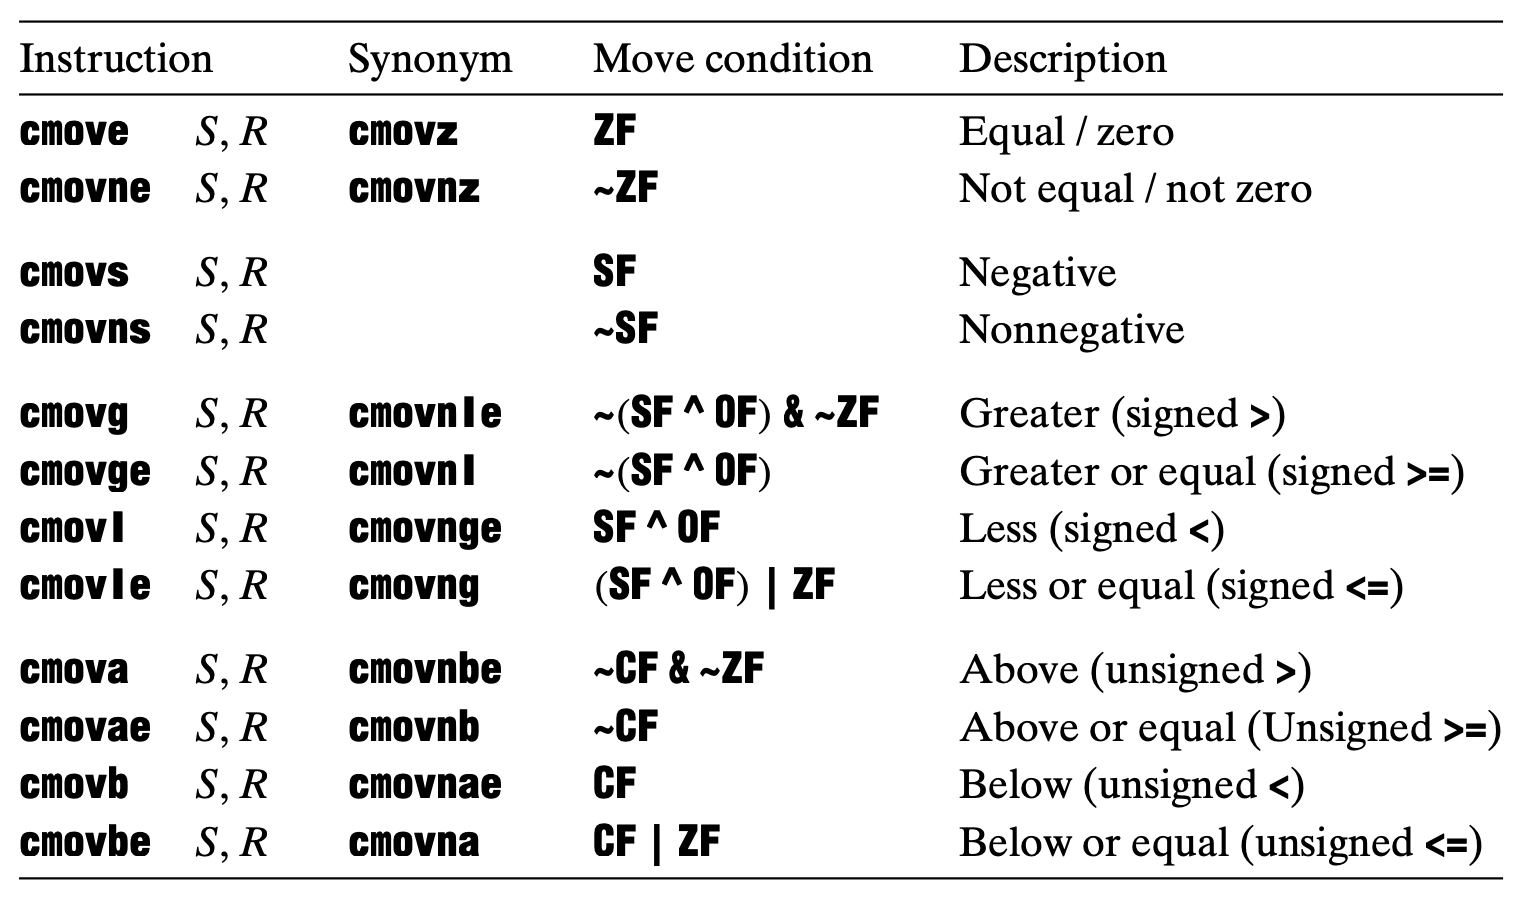 Instruction Synonym Move condition Description
cmove S, R cmovz ZF Equal / zero
cmovne S, R cmovnz ~ZF Not equal / not zero
cmovs S, R SF Negative
cmovns S, R ~SF Nonnegative
cmovg S, R cmovnle ~(SF ^ OF) & ~ZF Greater (signed >)
cmovge S, R cmovnl ~(SF ^ OF) Greater or equal (signed >=)
cmovl S, R cmovnge SF ^ OF Less (signed <)
cmovle S, R cmovng (SF ^ OF) | ZF Less or equal (signed <=)
cmova S, R cmovnbe ~CF & ~ZF Above (unsigned >)
cmovae S, R cmovnb ~CF Above or equal (Unsigned >=)
cmovb S, R cmovnae CF Below (unsigned <)
cmovbe S, R cmovna CF | ZF Below or equal (unsigned <=)